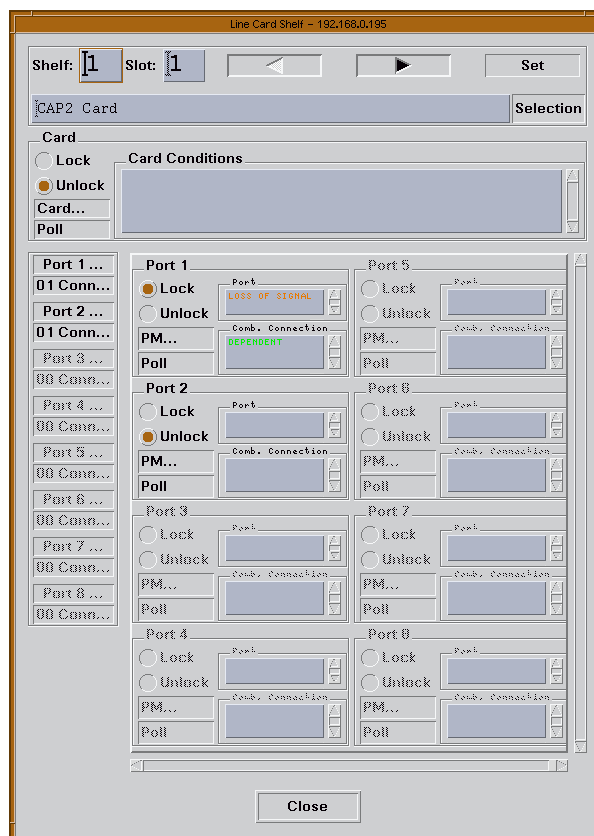 Line Card Shelf - 192.168.0.195
Shelf: 1 Slot: 1 Set
CAP2 Card Selection
Card
Lock
Unlock
Card...
Poll
Card Conditions
Port 1 ...
01 Conn...
Port 2 ...
01 Conn...
Port 3 ...
00 Conn...
Port 4 ...
00 Conn...
Port 5 ...
00 Conn...
Port 6 ...
00 Conn...
Port 7 ...
00 Conn...
Port 8 ...
00 Conn...
Port 1
Lock
Unlock
PM...
Poll
Port
LOSS OF SIGNAL
Comb. Connection
DEPENDENT
Port 2
Lock
Unlock
PM...
Poll
Port
Comb. Connection
Port 3
Lock
Unlock
PM...
Poll
Port
Comb. Connection
Port 4
Lock
Unlock
PM...
Poll
Port
Comb. Connection
Port 5
Lock
Unlock
PM...
Poll
Port
Comb. Connection
Port 6
Lock
Unlock
PM...
Poll
Port
Comb. Connection
Port 7
Lock
Unlock
PM...
Poll
Port
Comb. Connection
Port 8
Lock
Unlock
PM...
Poll
Port
Comb. Connection
Close